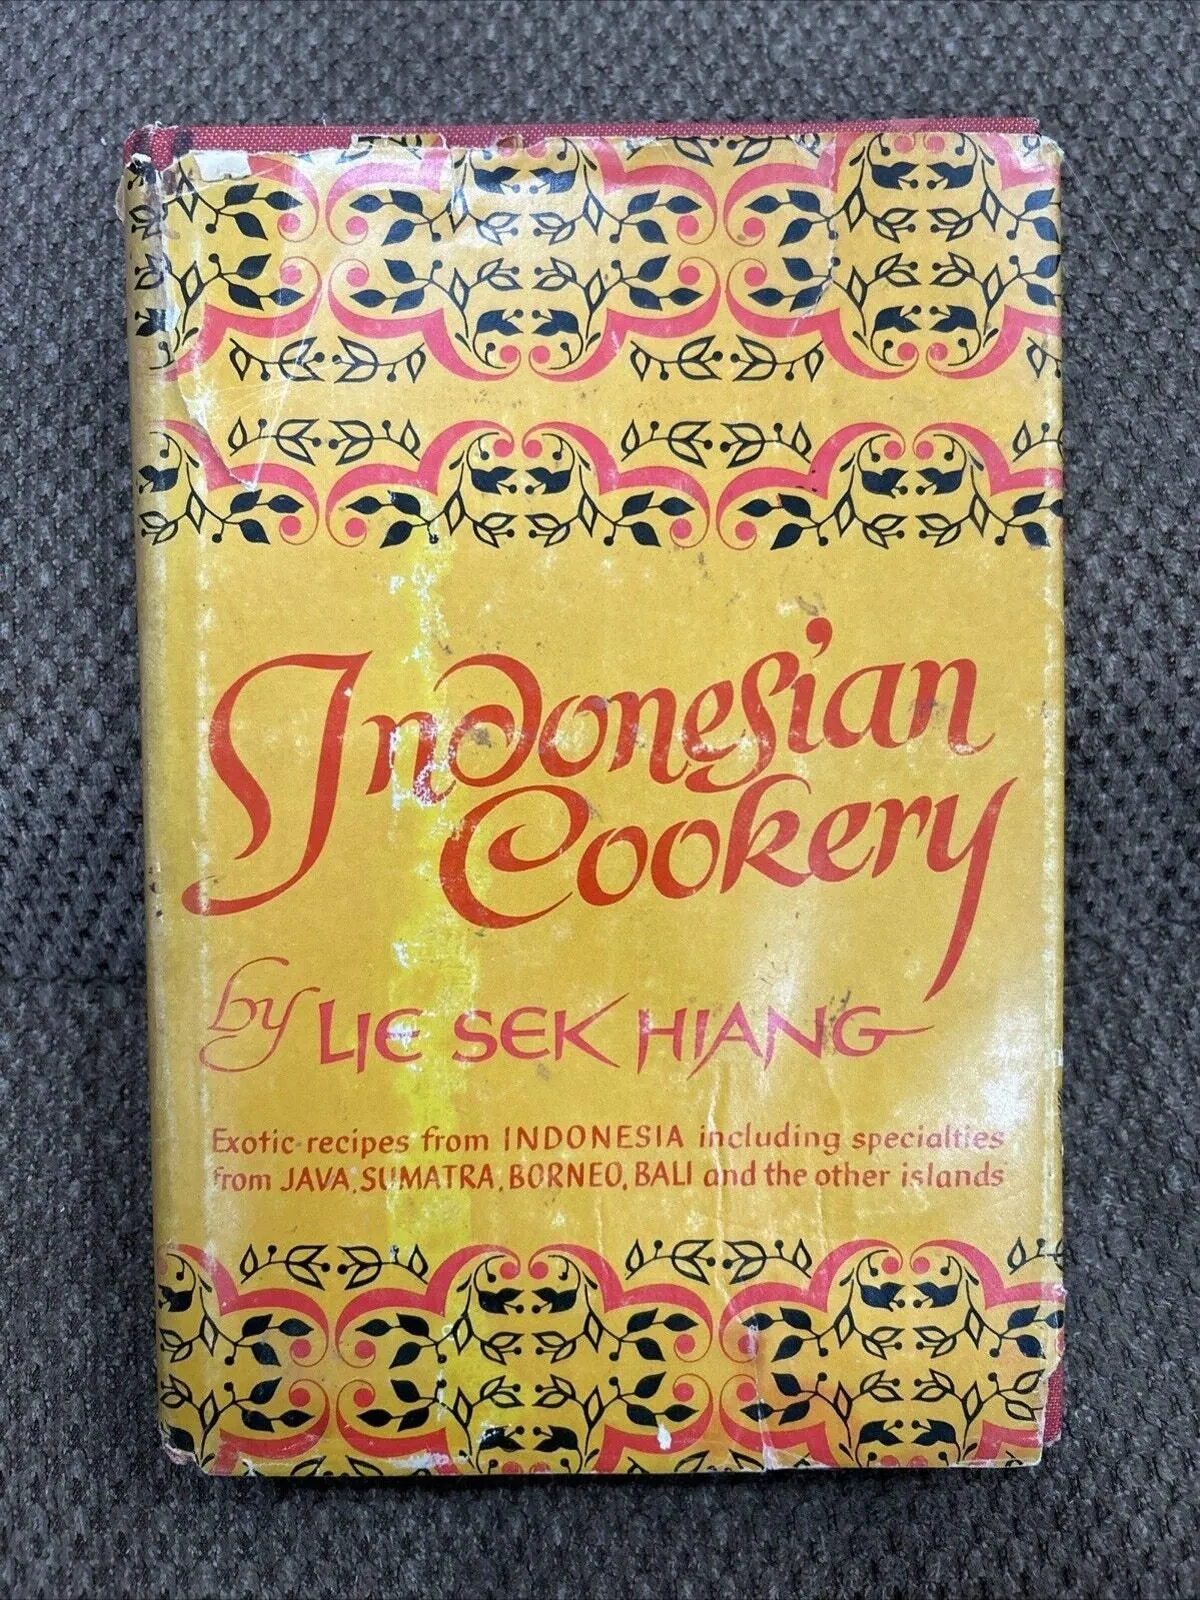 Indonesian
Cookery
by LIE SEK HIANG
Exotic recipes from INDONESIA including specialties
from JAVA, SUMATRA, BORNEO, BALI and the other islands